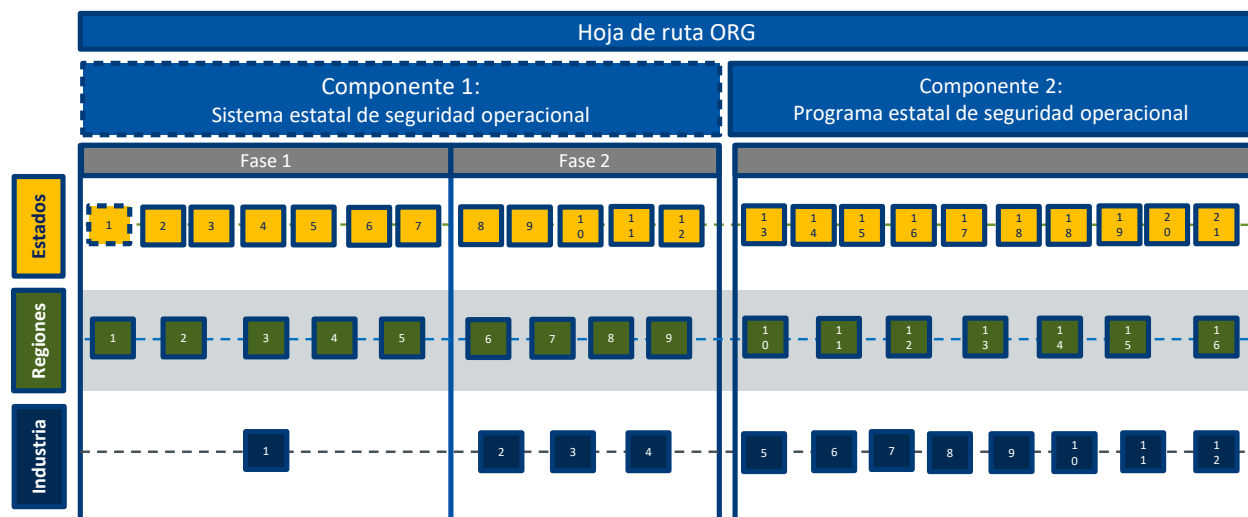 Hoja de ruta ORG
Componente 1:
Sistema estatal de seguridad operacional
Componente 2:
Programa estatal de seguridad operacional
Fase 1
Fase 2
Estados
1 2 3 4 5 6 7 8 9 10 11 12 13 14 15 16 17 18 18 19 20 21
Regiones
1 2 3 4 5 6 7 8 9 10 11 12 13 14 15 16
Industria
1 2 3 4 5 6 7 8 9 10 11 12